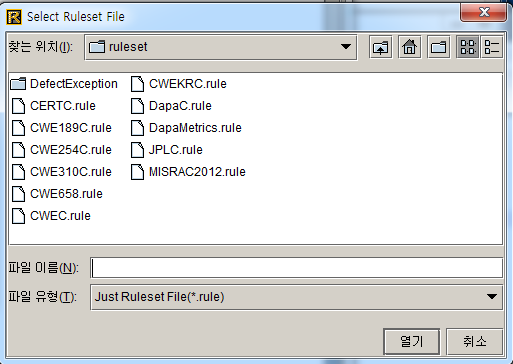 Select Ruleset File
찾는 위치(I): ruleset
DefectException
CERTC.rule
CWE189C.rule
CWE254C.rule
CWE310C.rule
CWE658.rule
CWEC.rule
CWEKRC.rule
DapaC.rule
DapaMetrics.rule
JPLC.rule
MISRAC2012.rule
파일 이름(N):
파일 유형(T): Just Ruleset File(*.rule)
열기 취소